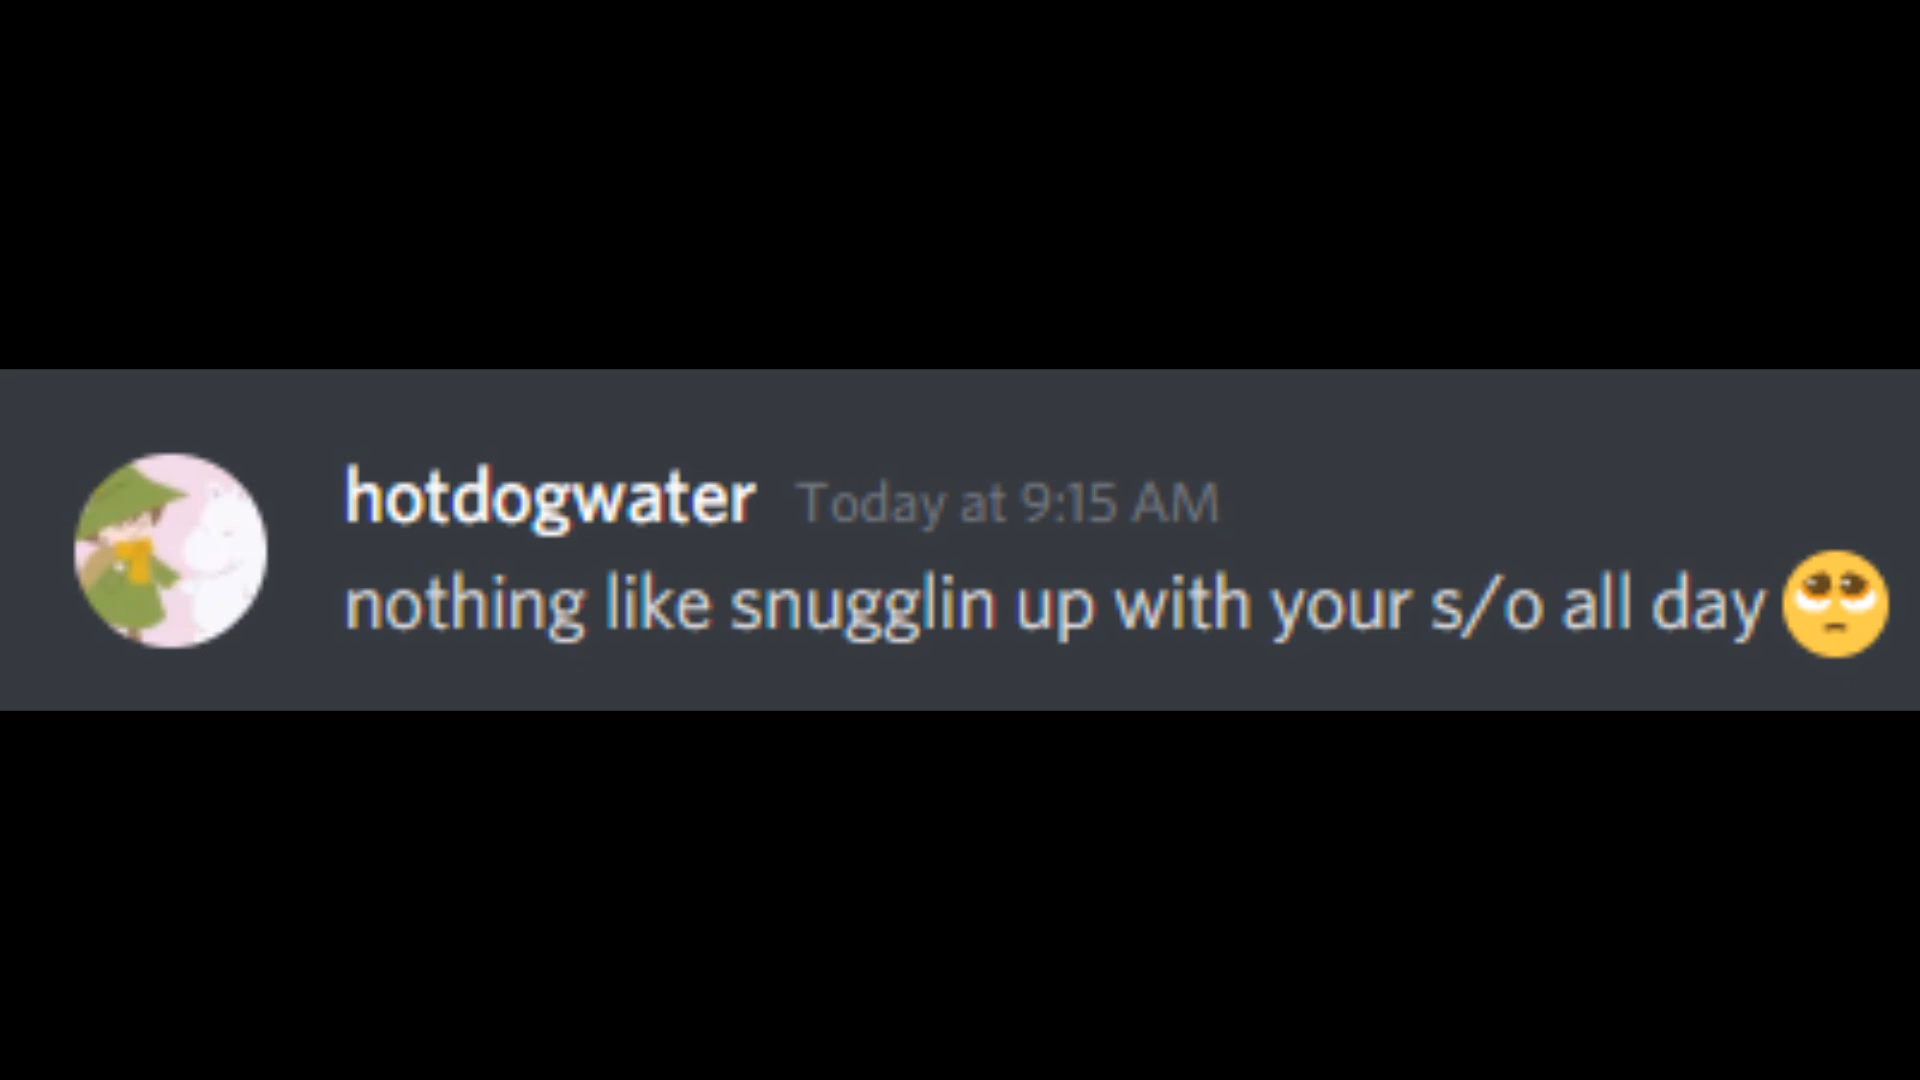 hotdogwater Today at 9:15 AM
nothing like snugglin up with your s/o all day 🥺